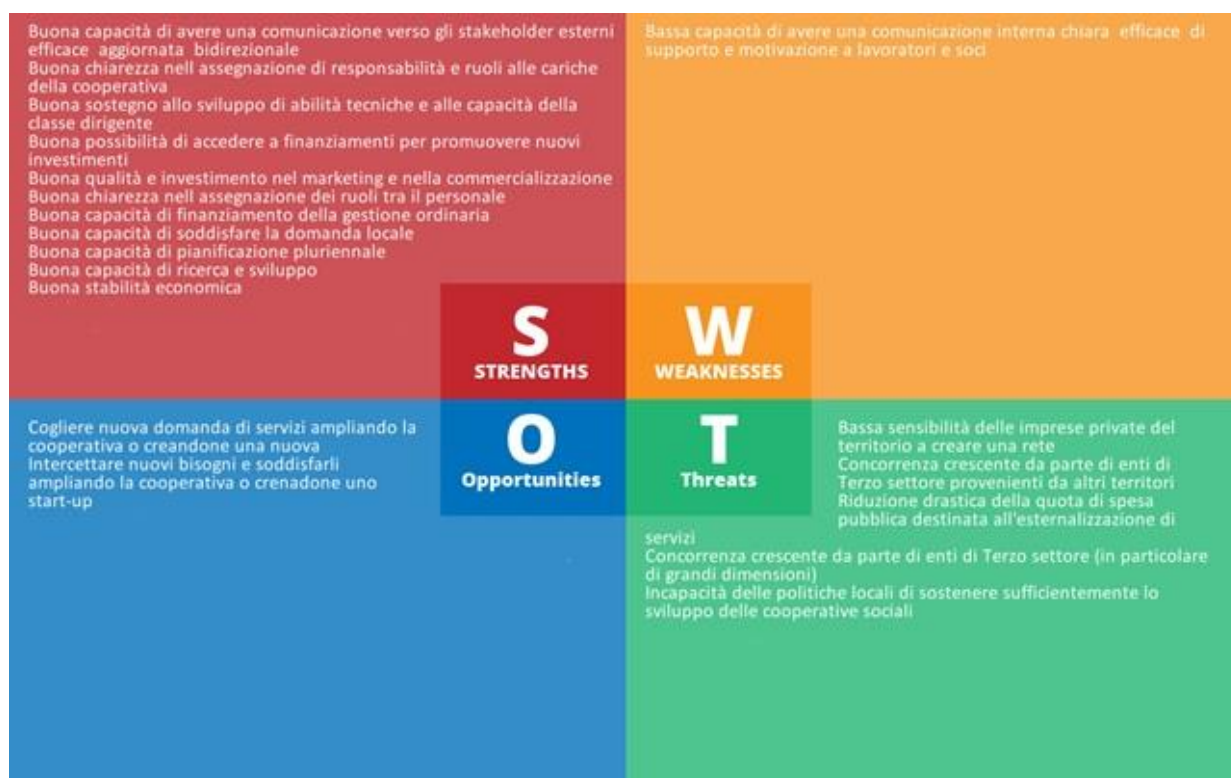 Buona capacità di avere una comunicazione verso gli stakeholder esterni
efficace aggiornata bidirezionale
Buona chiarezza nell assegnazione di responsabilità e ruoli alle cariche
della cooperativa
Buona sostegno allo sviluppo di abilità tecniche e alle capacità della
classe dirigente
Buona possibilità di accedere a finanziamenti per promuovere nuovi
investimenti
Buona qualità e investimento nel marketing e nella commercializzazione
Buona chiarezza nell assegnazione dei ruoli tra il personale
Buona capacità di finanziamento della gestione ordinaria
Buona capacità di soddisfare la domanda locale
Buona capacità di pianificazione pluriennale
Buona capacità di ricerca e sviluppo
Buona stabilità economica
S
STRENGTHS
Bassa capacità di avere una comunicazione interna chiara efficace di
supporto e motivazione a lavoratori e soci
W
WEAKNESSES
Cogliere nuova domanda di servizi ampliando la
cooperativa o creandone una nuova
Intercettare nuovi bisogni e soddisfarli
ampliando la cooperativa o crenadone uno
start-up
O
Opportunities
T
Threats
Bassa sensibilità delle imprese private del
territorio a creare una rete
Concorrenza crescente da parte di enti di
Terzo settore provenienti da altri territori
Riduzione drastica della quota di spesa
pubblica destinata all'esternalizzazione di
servizi
Concorrenza crescente da parte di enti di Terzo settore (in particolare
di grandi dimensioni)
Incapacità delle politiche locali di sostenere sufficientemente lo
sviluppo delle cooperative sociali